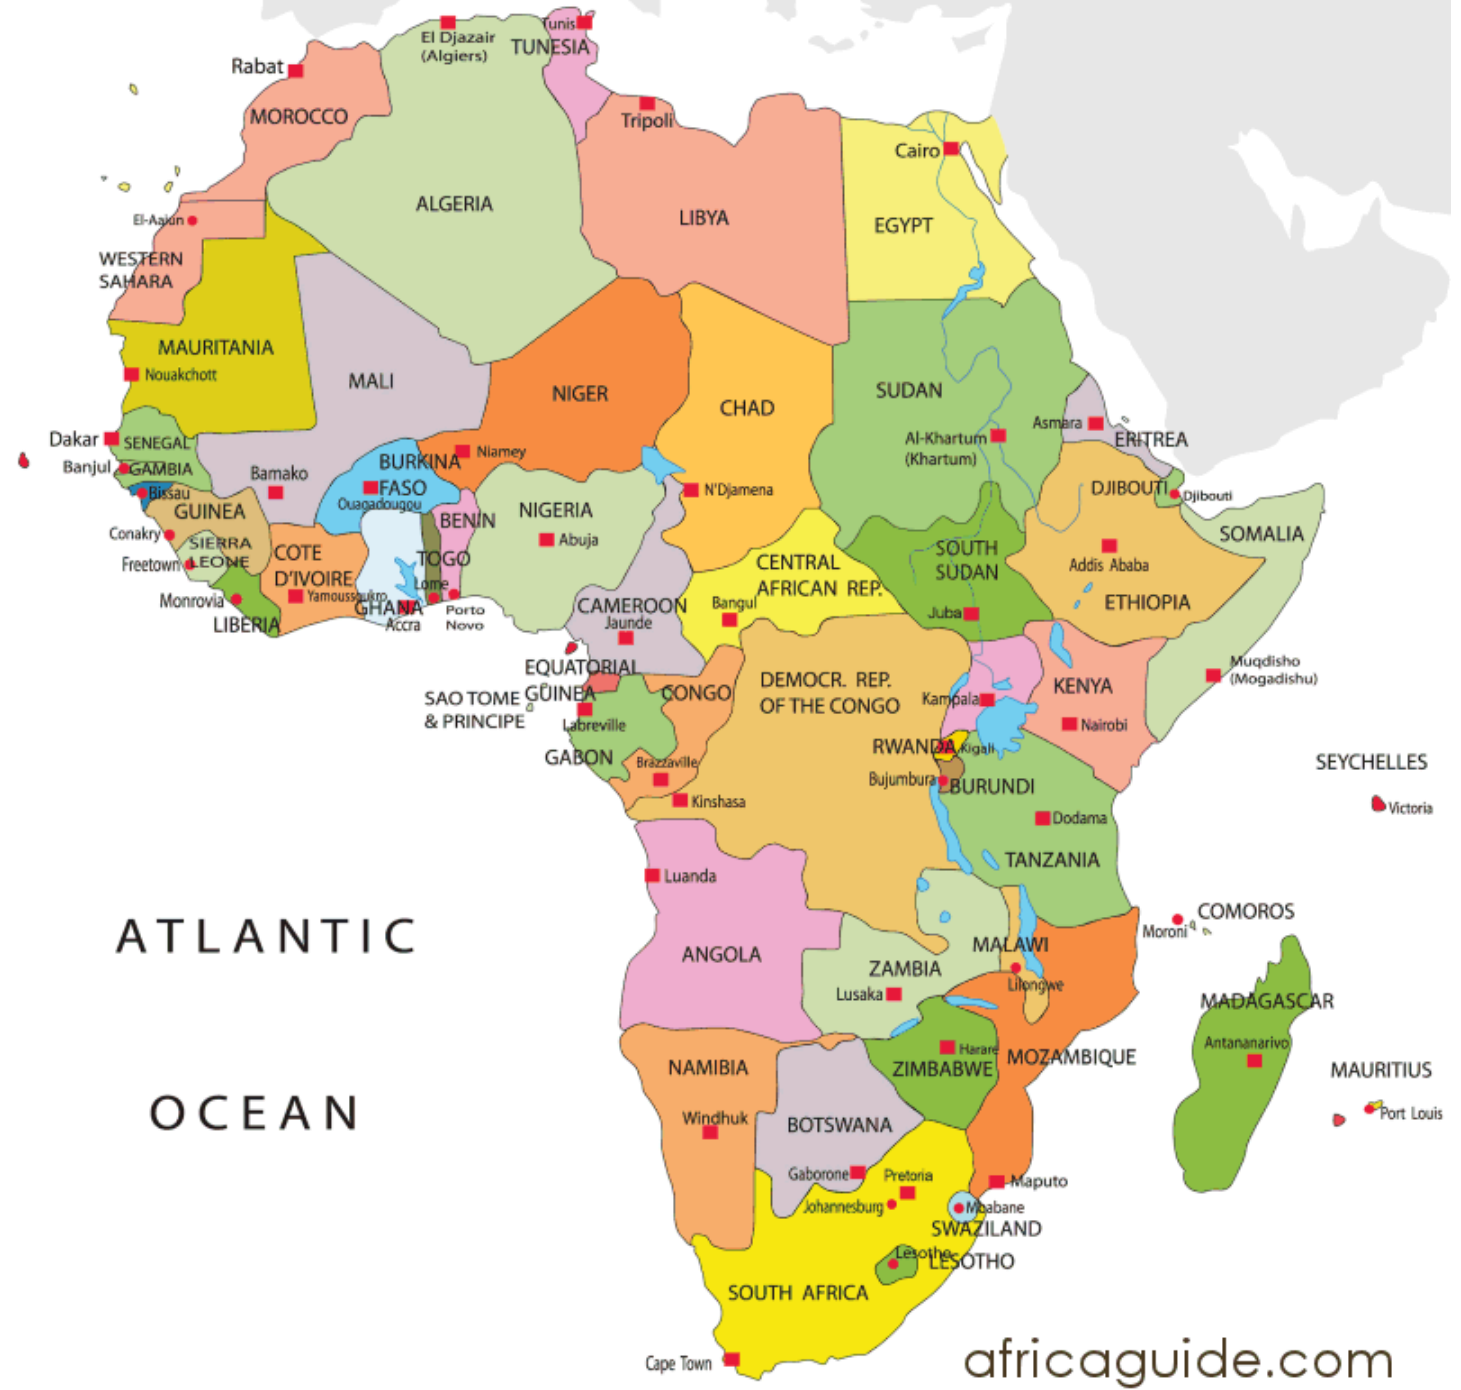 El Djazair
(Algiers)
Tunis
TUNESIA
Rabat
MOROCCO
Tripoli
Cairo
ALGERIA
LIBYA
EGYPT
El-Aaiun
WESTERN
SAHARA
MAURITANIA
Nouakchott
MALI
NIGER
CHAD
SUDAN
Al-Khartum
(Khartum)
Asmara
ERITREA
Dakar
SENEGAL
Banjul
GAMBIA
Bissau
GUINEA
Bamako
BURKINA
FASO
Ouagadougou
Niamey
N'Djamena
DJIBOUTI
Djibouti
SOMALIA
Conakry
SIERRA
LEONE
Freetown
COTE
D'IVOIRE
Yamoussoukro
BENIN
NIGERIA
Abuja
TOGO
Lome
Monrovia
LIBERIA
GHANA
Accra
Porto
Novo
CENTRAL
AFRICAN REP.
Bangul
SOUTH
SUDAN
Juba
Addis Ababa
ETHIOPIA
CAMEROON
Jaunde
EQUATORIAL
GÜINEA
SAO TOME
& PRINCIPE
Labreville
CONGO
GABON
Brazzaville
Kinshasa
DEMOCR. REP.
OF THE CONGO
Kampala
KENYA
Nairobi
Muqdisho
(Mogadishu)
RWANDA
Kigali
Bujumbura
BURUNDI
Dodama
TANZANIA
SEYCHELLES
Victoria
Luanda
ANGOLA
ATLANTIC
OCEAN
ZAMBIA
Lusaka
MALAWI
Lilongwe
COMOROS
Moroni
MADAGASCAR
Antananarivo
MAURITIUS
Port Louis
NAMIBIA
Windhuk
BOTSWANA
Gaborone
Harare
ZIMBABWE
MOZAMBIQUE
Pretoria
Johannesburg
Maputo
Mbabane
SWAZILAND
Lesotho
LESOTHO
SOUTH AFRICA
Cape Town
africaguide.com